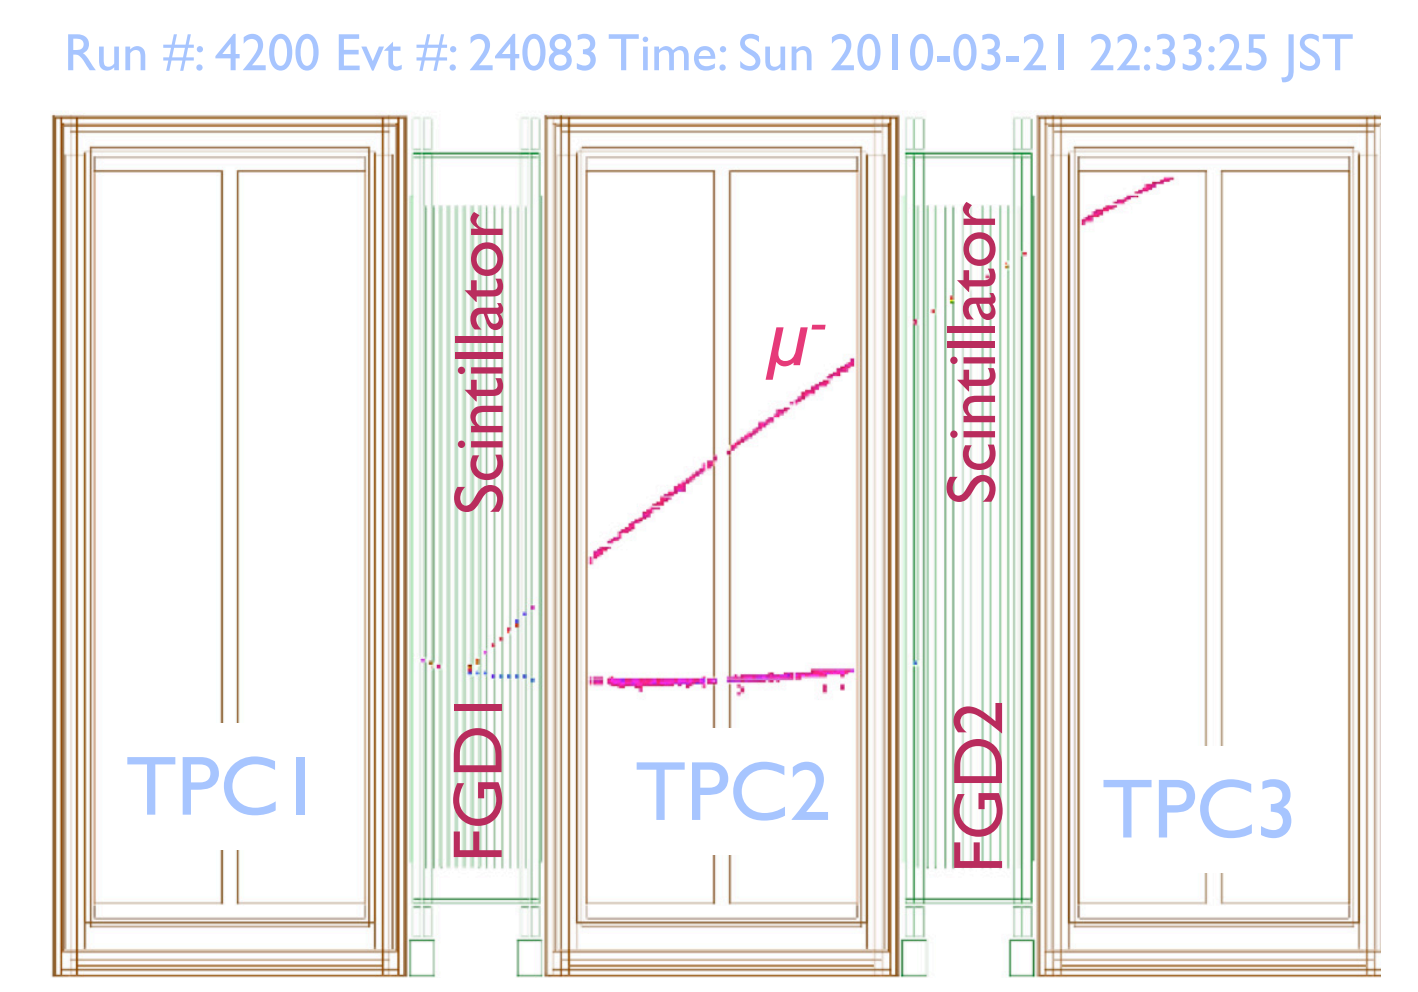 Run #: 4200 Evt #: 24083 Time: Sun 2010-03-21 22:33:25 JST
Scintillator
Scintillator
μ-
FGD1
FGD2
TPC1
TPC2
TPC3